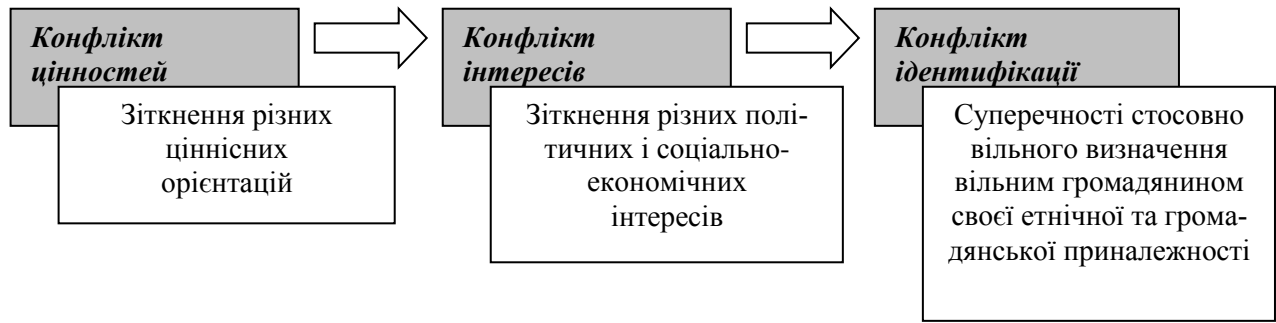 Конфлікт
цінностей
Зіткнення різних
ціннісних
орієнтацій
Конфлікт
інтересів
Зіткнення різних полі-
тичних і соціально-
економічних
інтересів
Конфлікт
ідентифікації
Суперечності стосовно
вільного визначення
вільним громадянином
своєї етнічної та грома-
дянської приналежності